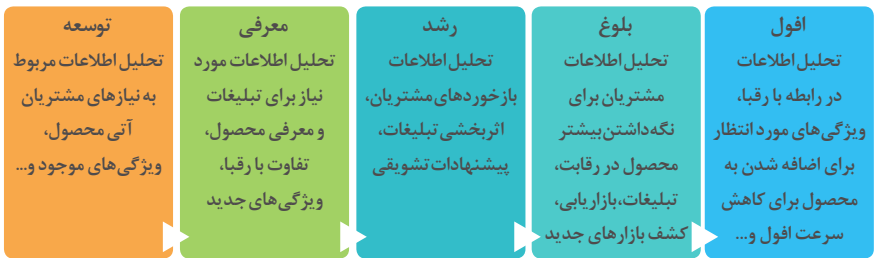 توسعه
تحلیل اطلاعات مربوط
به نیازهای مشتریان
آتی محصول،
ویژگی‌های موجود و...
معرفی
تحلیل اطلاعات مورد
نیاز برای تبلیغات
و معرفی محصول،
تفاوت با رقبا،
ویژگی‌های جدید
رشد
تحلیل اطلاعات
بازخوردهای مشتریان،
اثربخشی تبلیغات،
پیشنهادات تشویقی
بلوغ
تحلیل اطلاعات
مشتریان برای
نگه‌داشتن بیشتر
محصول در رقابت،
تبلیغات، بازاریابی،
کشف بازارهای جدید
افول
تحلیل اطلاعات
در رابطه با رقبا،
ویژگی‌های مورد انتظار
برای اضافه شدن به
محصول برای کاهش
سرعت افول و...